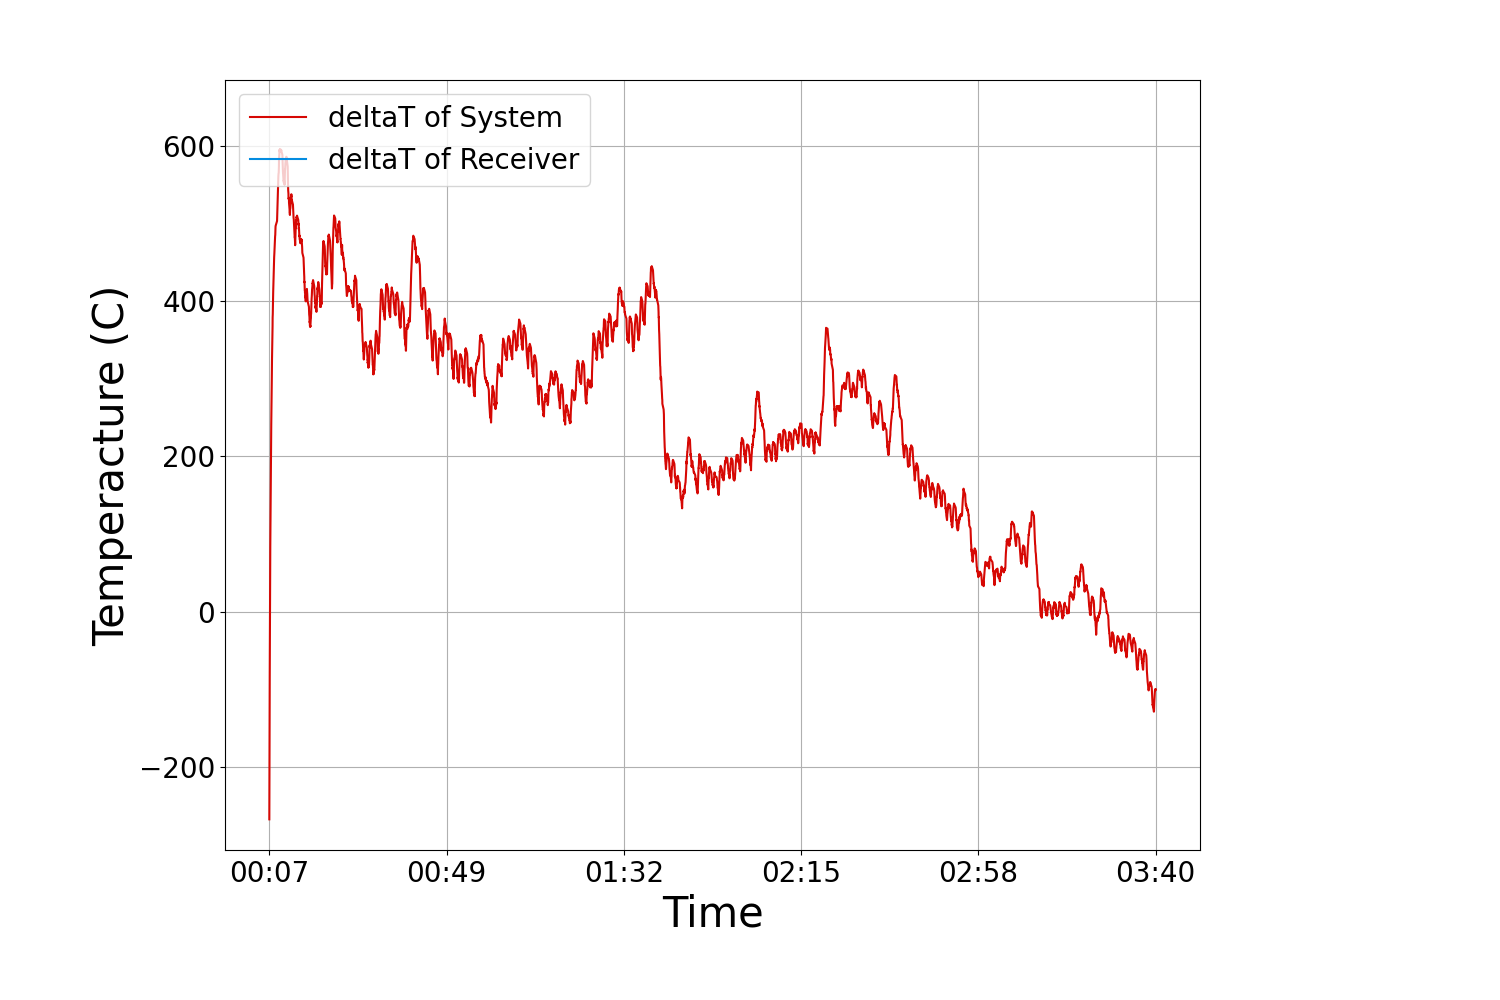 deltaT of System
deltaT of Receiver
600
400
200
0
−200
Temperacture (C)
00:07 00:49 01:32 02:15 02:58 03:40
Time